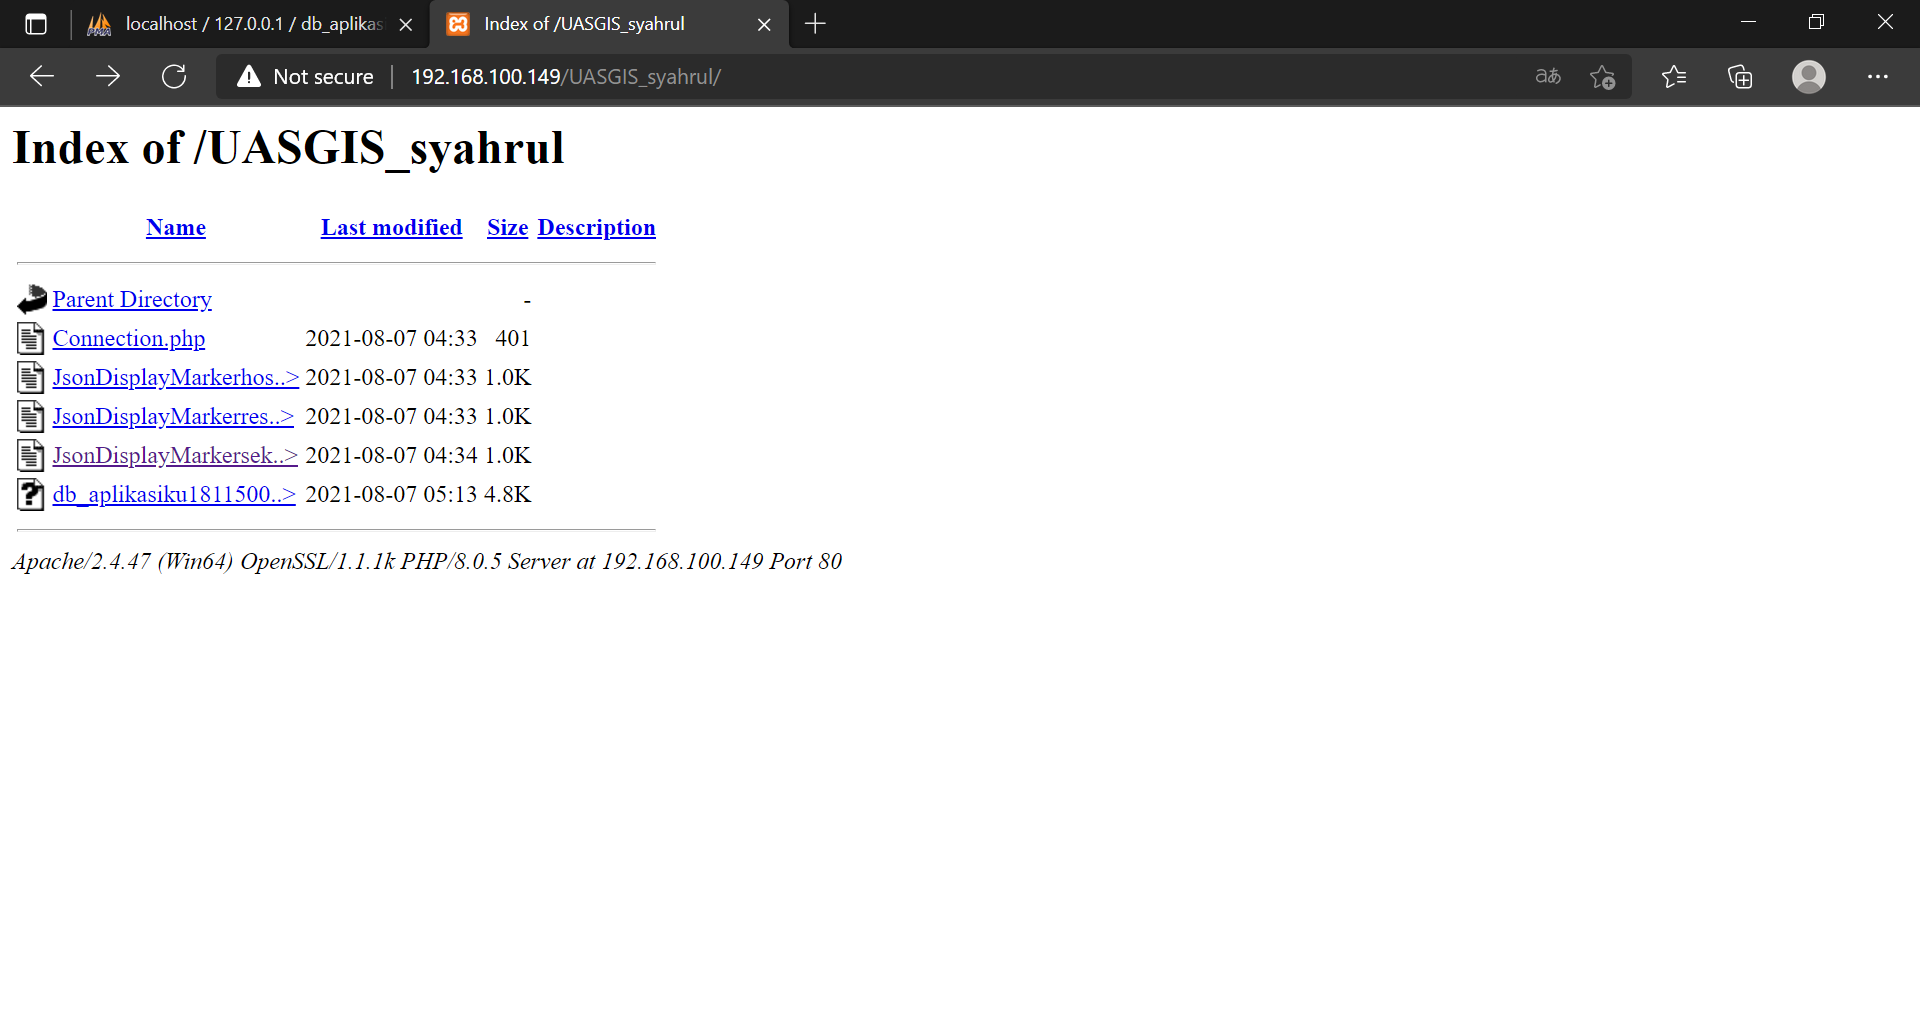 localhost / 127.0.0.1 / db_aplikas
Index of /UASGIS_syahrul
Not secure
192.168.100.149/UASGIS_syahrul/
aあ
Index of /UASGIS_syahrul
Name Last modified Size Description
Parent Directory -
Connection.php 2021-08-07 04:33 401
JsonDisplayMarkerhos..> 2021-08-07 04:33 1.0K
JsonDisplayMarkerres..> 2021-08-07 04:33 1.0K
JsonDisplayMarkersek..> 2021-08-07 04:34 1.0K
db_aplikasiku1811500..> 2021-08-07 05:13 4.8K
Apache/2.4.47 (Win64) OpenSSL/1.1.1k PHP/8.0.5 Server at 192.168.100.149 Port 80